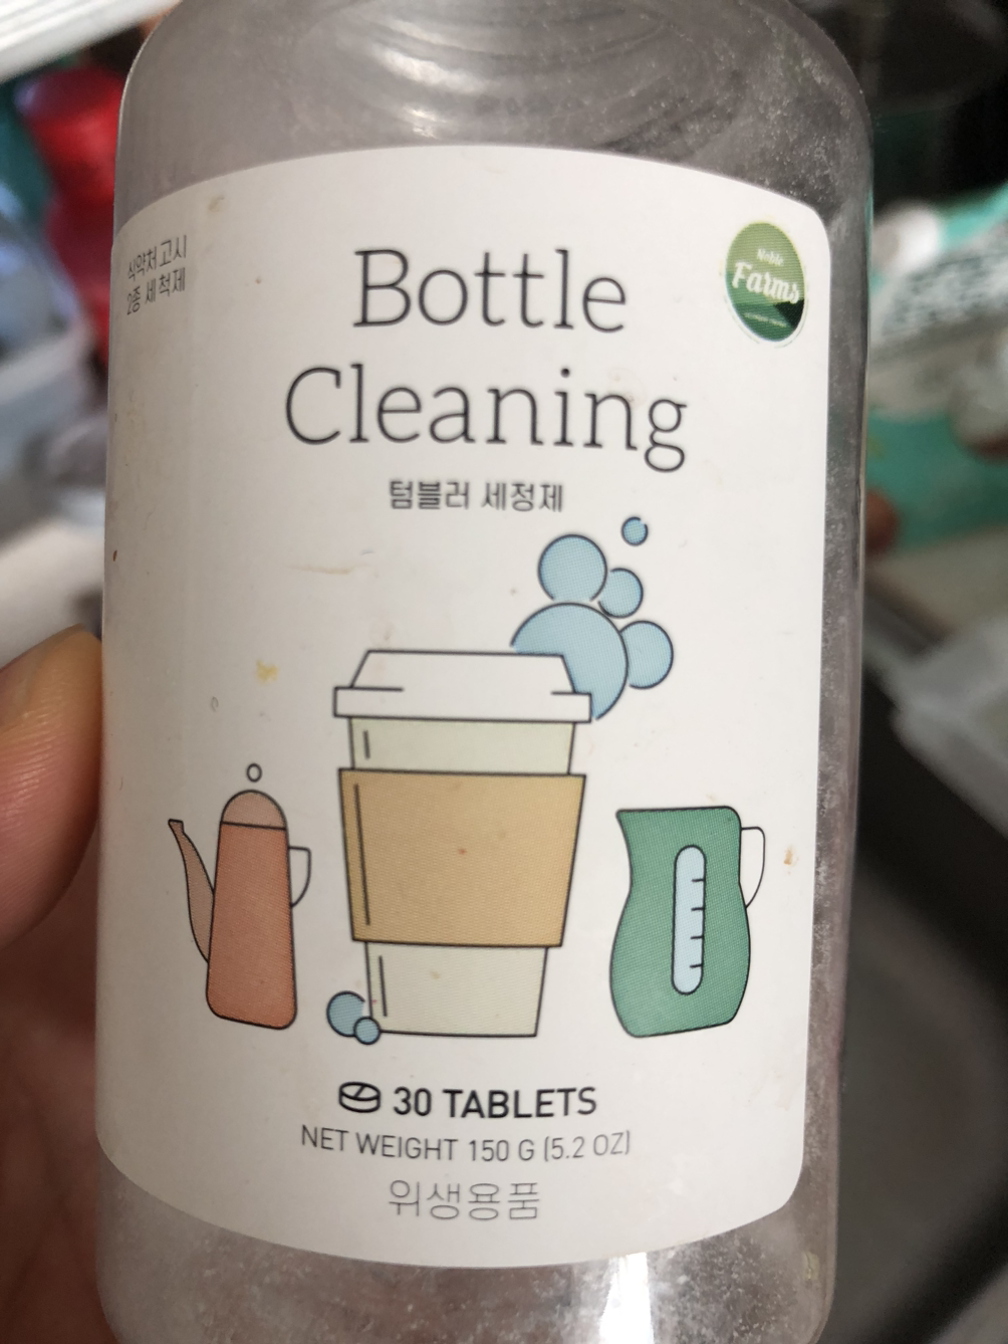 식약처 고시
2종 세척제
Noble
Farms
Bottle
Cleaning
텀블러 세정제
30 TABLETS
NET WEIGHT 150 G (5.2 OZ)
위생용품